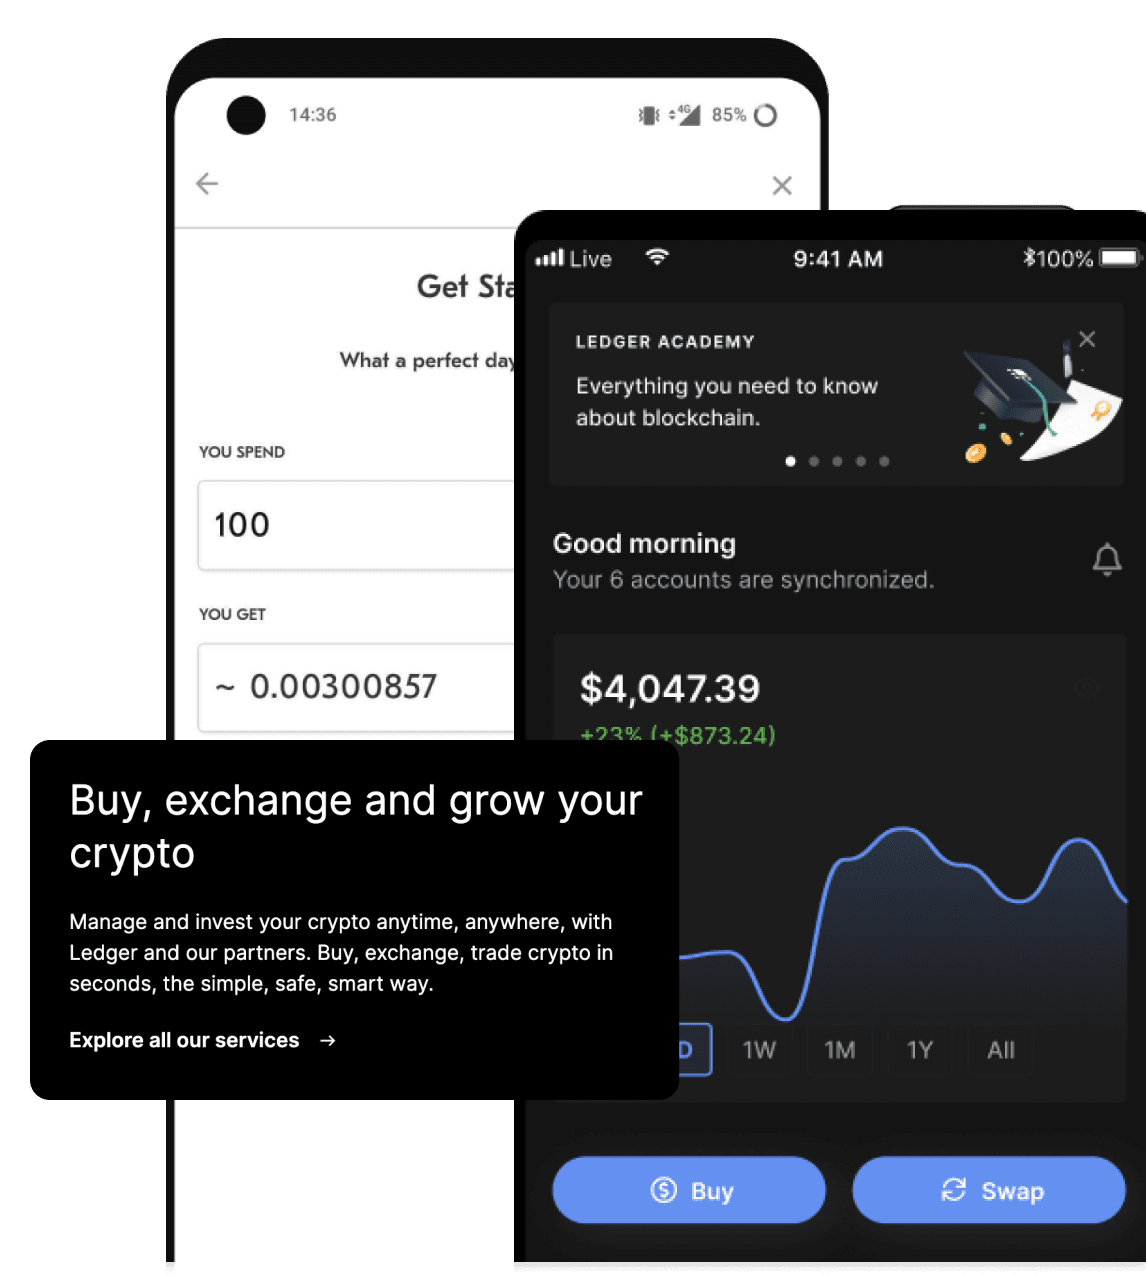 14:36
4G
85%
Get
What a perfect day
YOU SPEND
100
YOU GET
~ 0.00300857
Live
9:41 AM
100%
LEDGER ACADEMY
Everything you need to know
about blockchain.
Good morning
Your 6 accounts are synchronized.
$4,047.39
+23% (+$873.24)
1W
1M
1Y
All
Buy
Swap
Buy, exchange and grow your
crypto
Manage and invest your crypto anytime, anywhere, with
Ledger and our partners. Buy, exchange, trade crypto in
seconds, the simple, safe, smart way.
Explore all our services →